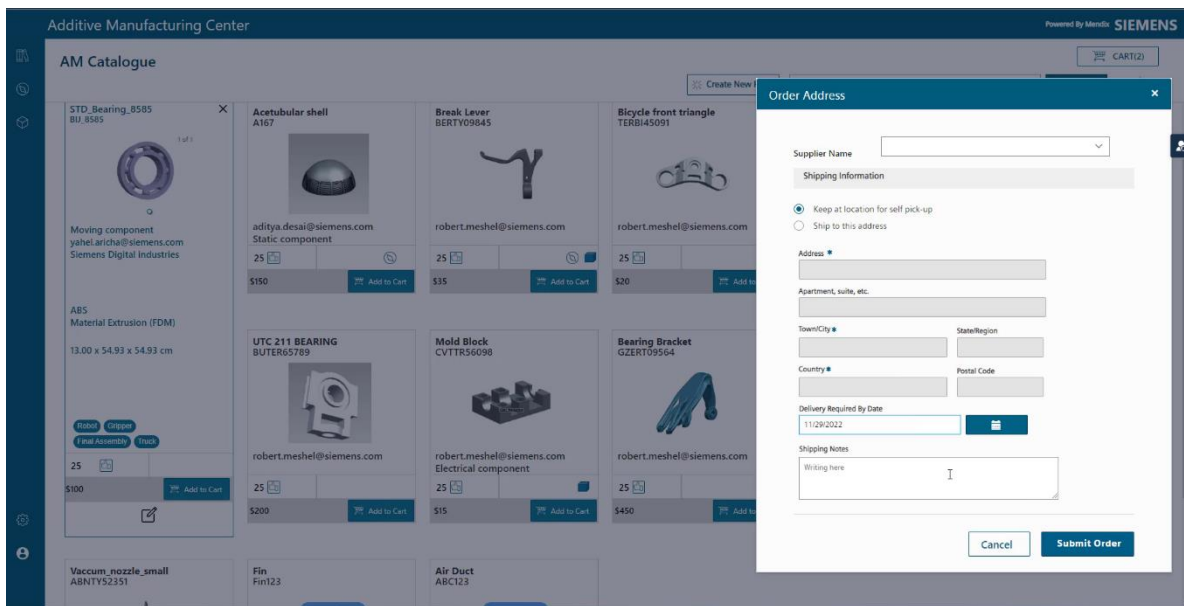 Additive Manufacturing Center
Powered By Mendix SIEMENS
AM Catalogue
CART(2)
Create New
STD_Bearing_8585
BU_8585
1 of 1
Moving component
yahel.aricha@siemens.com
Siemens Digital Industries
ABS
Material Extrusion (FDM)
13.00 x 54.93 x 54.93 cm
Robot Gripper
Final Assembly Truck
25
$100 Add to Cart
Acetubular shell
A167
aditya.desai@siemens.com
Static component
25
$150 Add to Cart
Break Lever
BERTY09845
robert.meshel@siemens.com
25
$35 Add to Cart
Bicycle front triangle
TERBI45091
robert.meshel@siemens.com
25
$20 Add to
UTC 211 BEARING
BUTER65789
robert.meshel@siemens.com
25
$200 Add to Cart
Mold Block
CVTTR56098
robert.meshel@siemens.com
Electrical component
25
$15 Add to Cart
Bearing Bracket
GZERT09564
robert.meshel@siemens.com
25
$450 Add to
Vaccum_nozzle_small
ABNTY52351
Fin
Fin123
Air Duct
ABC123
Order Address
Supplier Name
Shipping Information
Keep at location for self pick-up
Ship to this address
Address
Apartment, suite, etc.
Town/City State/Region
Country Postal Code
Delivery Required By Date
11/29/2022
Shipping Notes
Writing here
Cancel Submit Order